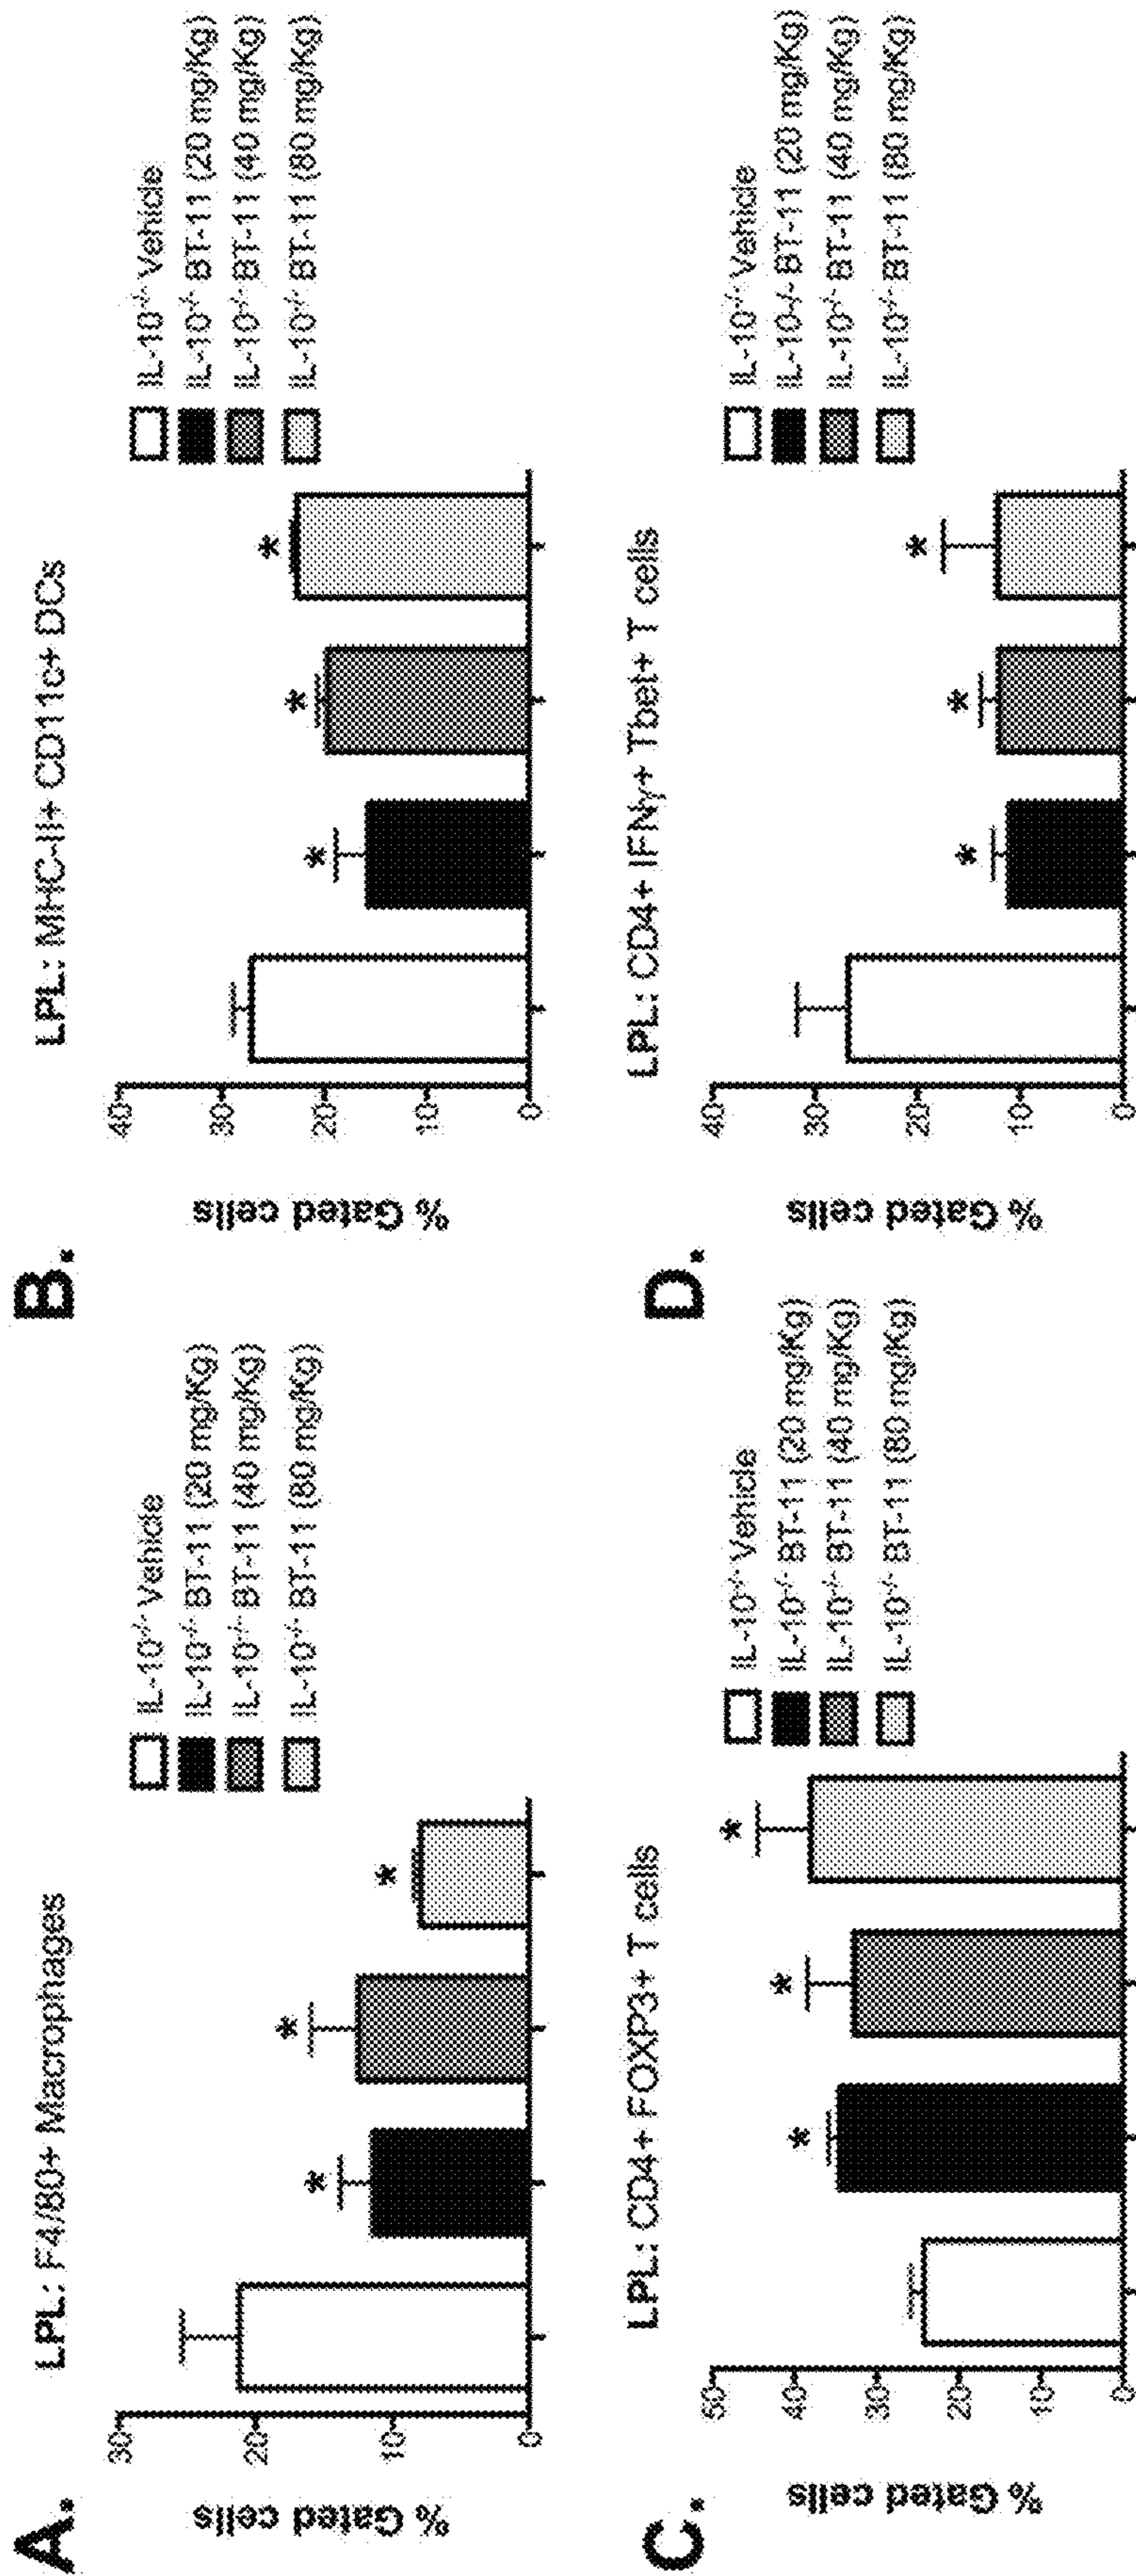 A.
LPL: F4/80+ Macrophages
% Gated cells
30
20
10
0
*
*
*
IL-10-/- Vehicle
IL-10-/- BT-11 (20 mg/Kg)
IL-10-/- BT-11 (40 mg/Kg)
IL-10-/- BT-11 (80 mg/Kg)
B.
LPL: MHC-II+ CD11c+ DCs
% Gated cells
40
30
20
10
0
*
*
*
IL-10-/- Vehicle
IL-10-/- BT-11 (20 mg/Kg)
IL-10-/- BT-11 (40 mg/Kg)
IL-10-/- BT-11 (80 mg/Kg)
C.
LPL: CD4+ FOXP3+ T cells
% Gated cells
50
40
30
20
10
0
*
*
*
IL-10-/- Vehicle
IL-10-/- BT-11 (20 mg/Kg)
IL-10-/- BT-11 (40 mg/Kg)
IL-10-/- BT-11 (80 mg/Kg)
D.
LPL: CD4+ IFNγ+ Tbet+ T cells
% Gated cells
40
30
20
10
0
*
*
*
IL-10-/- Vehicle
IL-10-/- BT-11 (20 mg/Kg)
IL-10-/- BT-11 (40 mg/Kg)
IL-10-/- BT-11 (80 mg/Kg)